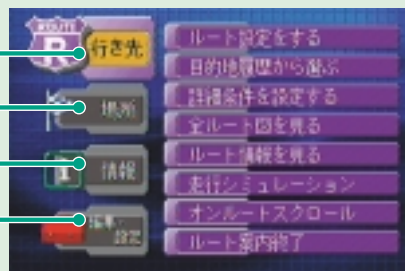 ROUTE
R
行き先
場所
情報
編集・設定
ルート設定をする
目的地履歴から選ぶ
詳細条件を設定する
全ルート図を見る
ルート情報を見る
走行シミュレーション
オンルートスクロール
ルート案内終了